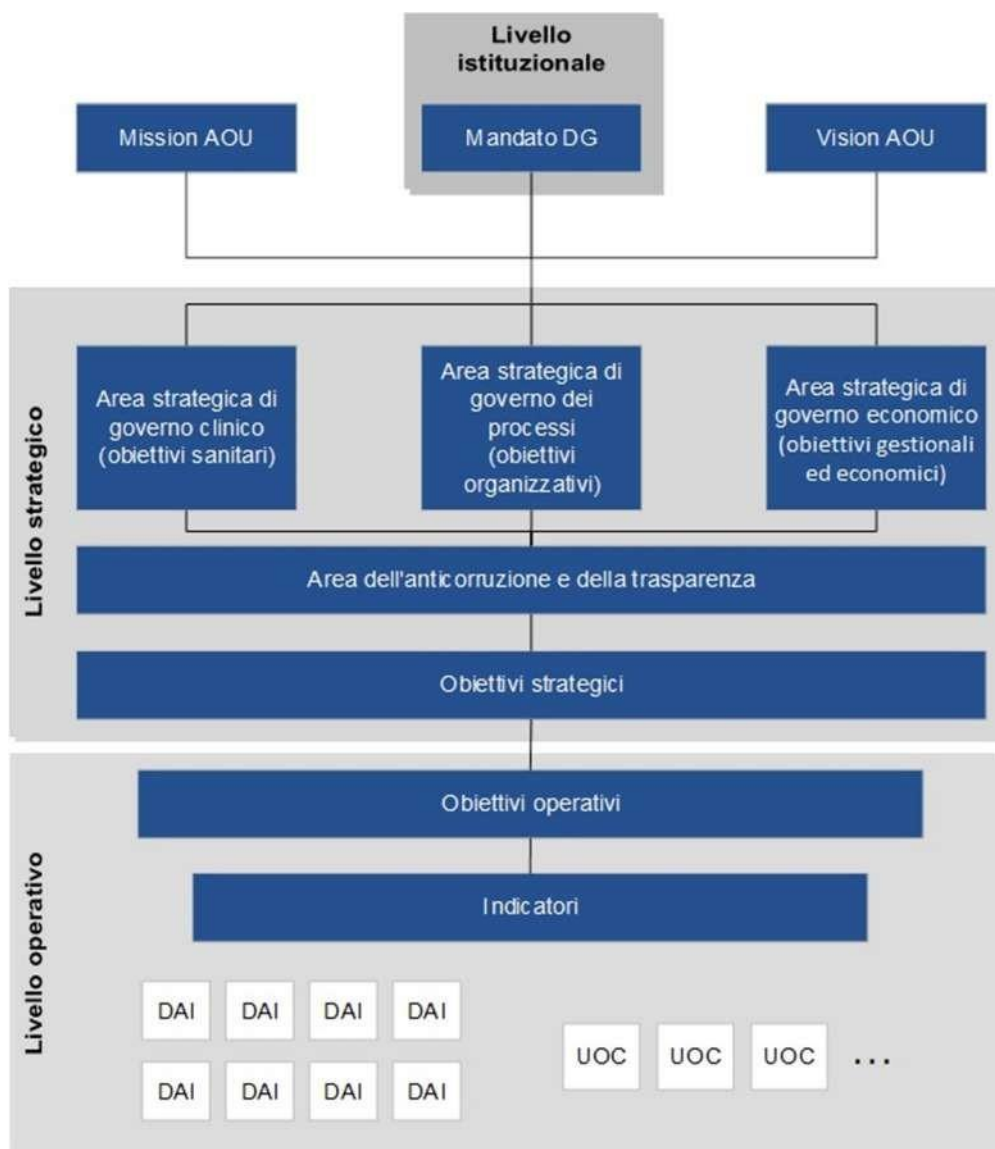 Livello
istituzionale
Mission AOU
Mandato DG
Vision AOU
Livello strategico
Area strategica di
governo clinico
(obiettivi sanitari)
Area strategica di
governo dei
processi
(obiettivi
organizzativi)
Area strategica di
governo economico
(obiettivi gestionali
ed economici)
Area dell'anticorruzione e della trasparenza
Obiettivi strategici
Livello operativo
Obiettivi operativi
Indicatori
DAI DAI DAI DAI
UOC UOC UOC ...
DAI DAI DAI DAI